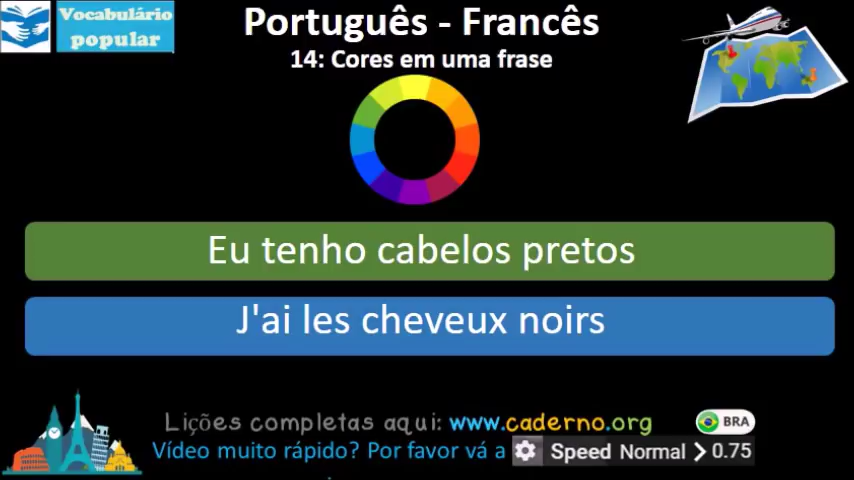 Vocabulário
popular
Português - Francês
14: Cores em uma frase
Eu tenho cabelos pretos
J'ai les cheveux noirs
Lições completas aqui: www.caderno.org
BRA
Vídeo muito rápido? Por favor vá a Speed Normal > 0.75